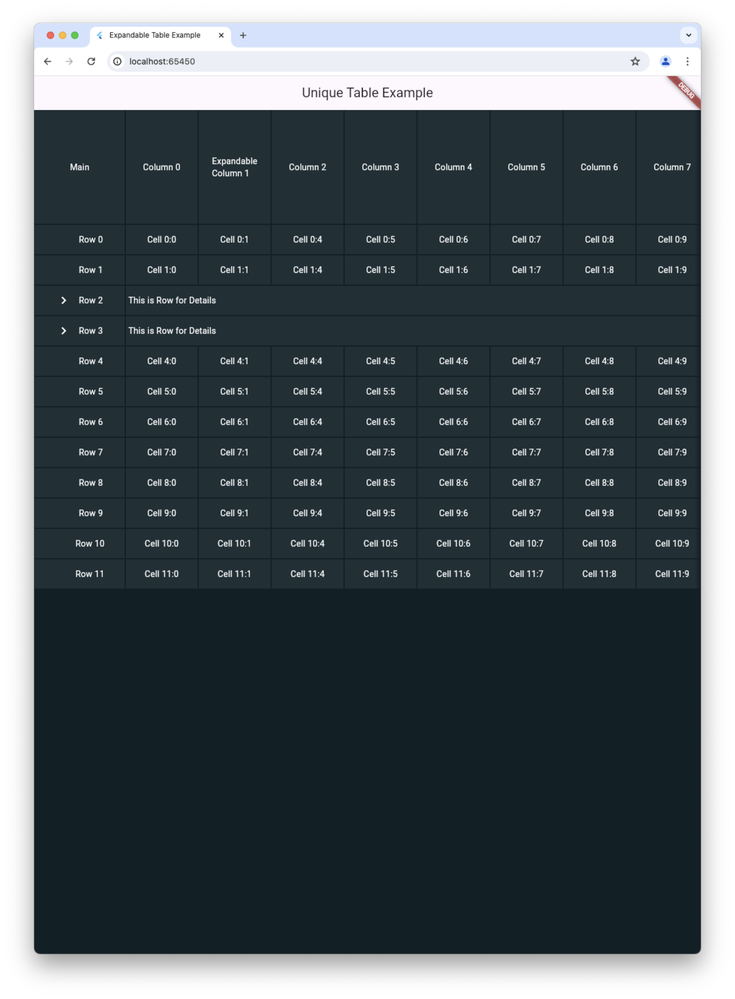 Expandable Table Example
localhost:65450
Unique Table Example
DEBUG
Main Column 0 Expandable Column 2 Column 3 Column 4 Column 5 Column 6 Column 7
Column 1
Row 0 Cell 0:0 Cell 0:1 Cell 0:4 Cell 0:5 Cell 0:6 Cell 0:7 Cell 0:8 Cell 0:9
Row 1 Cell 1:0 Cell 1:1 Cell 1:4 Cell 1:5 Cell 1:6 Cell 1:7 Cell 1:8 Cell 1:9
Row 2 This is Row for Details
Row 3 This is Row for Details
Row 4 Cell 4:0 Cell 4:1 Cell 4:4 Cell 4:5 Cell 4:6 Cell 4:7 Cell 4:8 Cell 4:9
Row 5 Cell 5:0 Cell 5:1 Cell 5:4 Cell 5:5 Cell 5:6 Cell 5:7 Cell 5:8 Cell 5:9
Row 6 Cell 6:0 Cell 6:1 Cell 6:4 Cell 6:5 Cell 6:6 Cell 6:7 Cell 6:8 Cell 6:9
Row 7 Cell 7:0 Cell 7:1 Cell 7:4 Cell 7:5 Cell 7:6 Cell 7:7 Cell 7:8 Cell 7:9
Row 8 Cell 8:0 Cell 8:1 Cell 8:4 Cell 8:5 Cell 8:6 Cell 8:7 Cell 8:8 Cell 8:9
Row 9 Cell 9:0 Cell 9:1 Cell 9:4 Cell 9:5 Cell 9:6 Cell 9:7 Cell 9:8 Cell 9:9
Row 10 Cell 10:0 Cell 10:1 Cell 10:4 Cell 10:5 Cell 10:6 Cell 10:7 Cell 10:8 Cell 10:9
Row 11 Cell 11:0 Cell 11:1 Cell 11:4 Cell 11:5 Cell 11:6 Cell 11:7 Cell 11:8 Cell 11:9